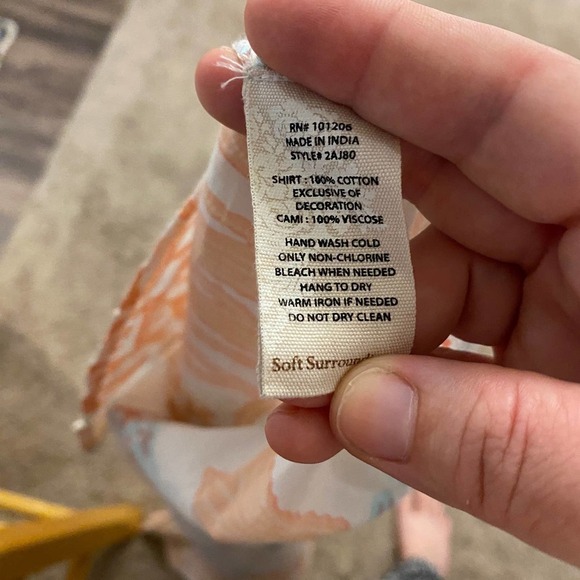 RN# 101206
MADE IN INDIA
STYLE# 2AJ80
SHIRT : 100% COTTON
EXCLUSIVE OF
DECORATION
CAMI : 100% VISCOSE
HAND WASH COLD
ONLY NON-CHLORINE
BLEACH WHEN NEEDED
HANG TO DRY
WARM IRON IF NEEDED
DO NOT DRY CLEAN
Soft